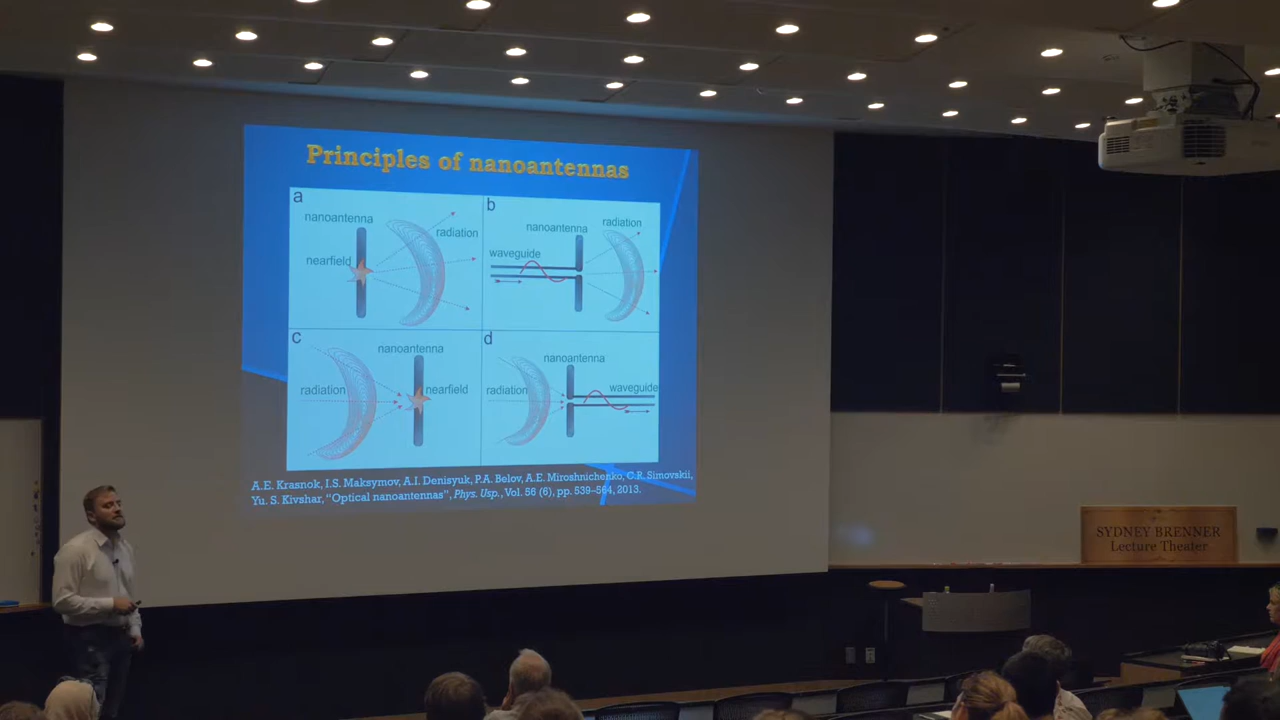 Principles of nanoantennas
a
nanoantenna
radiation
nearfield
b
nanoantenna
radiation
waveguide
c
nanoantenna
radiation
nearfield
d
nanoantenna
radiation
waveguide
A.E. Krasnok, I.S. Maksymov, A.I. Denisyuk, P.A. Belov, A.E. Miroshnichenko, C.R. Simovskii,
Yu. S. Kivshar, “Optical nanoantennas”, Phys. Usp., Vol. 56 (6), pp. 539–564, 2013.
SYDNEY BRENNER
Lecture Theater